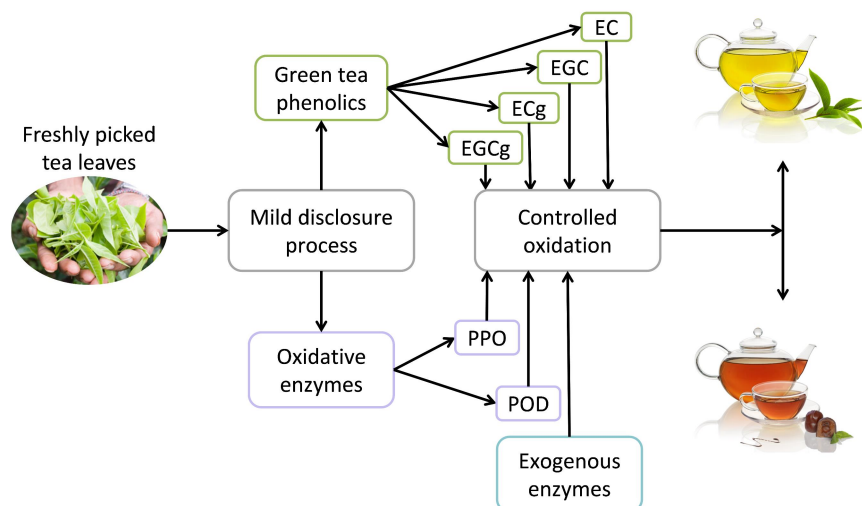 Freshly picked
tea leaves
Mild disclosure
process
Green tea
phenolics
EC
EGC
ECg
EGCg
Controlled
oxidation
Oxidative
enzymes
PPO
POD
Exogenous
enzymes